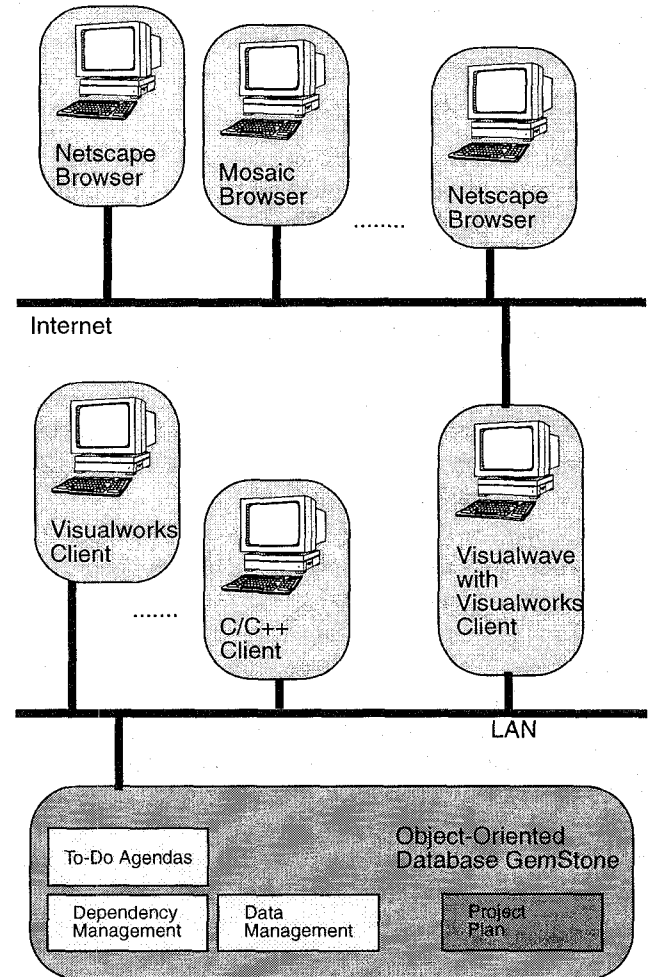 Netscape
Browser
Mosaic
Browser
Netscape
Browser
........
Internet
Visualworks
Client
.......
C/C++
Client
Visualwave
with
Visualworks
Client
LAN
Object-Oriented
Database GemStone
To-Do Agendas
Dependency
Management
Data
Management
Project
Plan